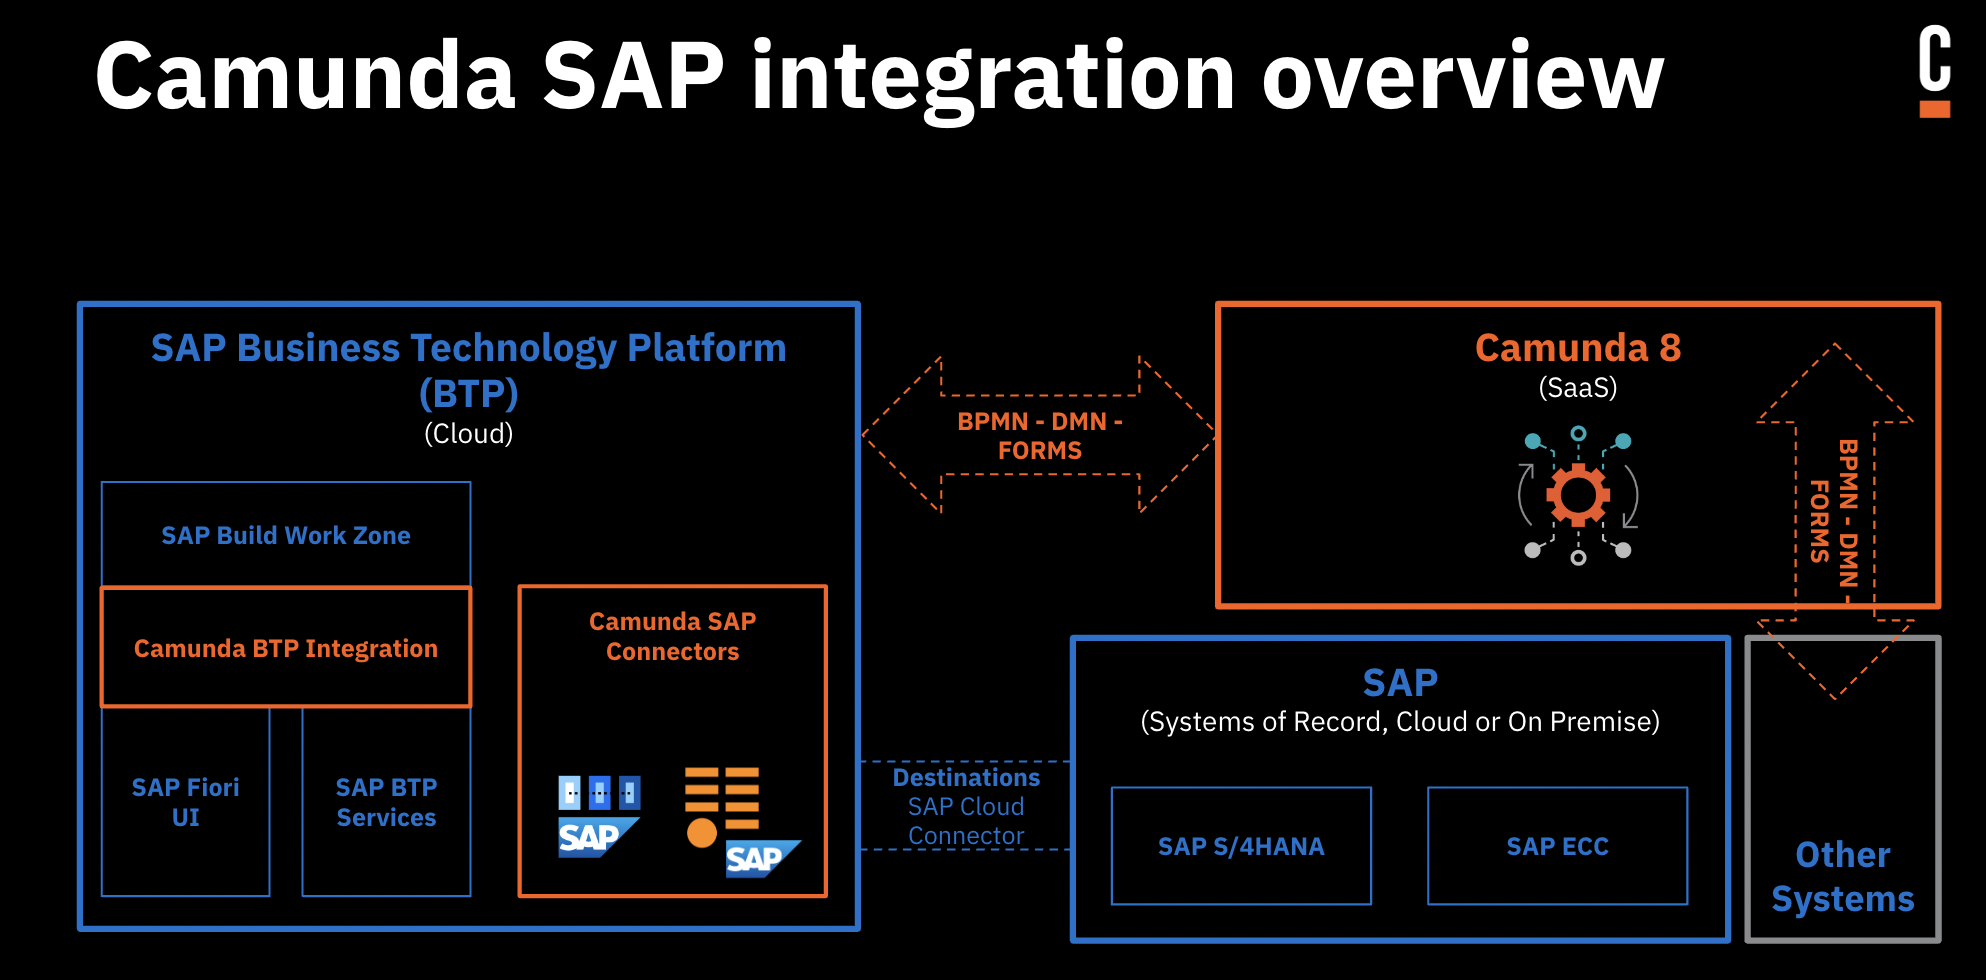 Camunda SAP integration overview
C
SAP Business Technology Platform
(BTP)
(Cloud)
SAP Build Work Zone
Camunda BTP Integration
SAP Fiori
UI
SAP BTP
Services
Camunda SAP
Connectors
SAP
SAP
BPMN - DMN -
FORMS
Camunda 8
(SaaS)
BPMN - DMN -
FORMS
Destinations
SAP Cloud
Connector
SAP
(Systems of Record, Cloud or On Premise)
SAP S/4HANA
SAP ECC
Other
Systems